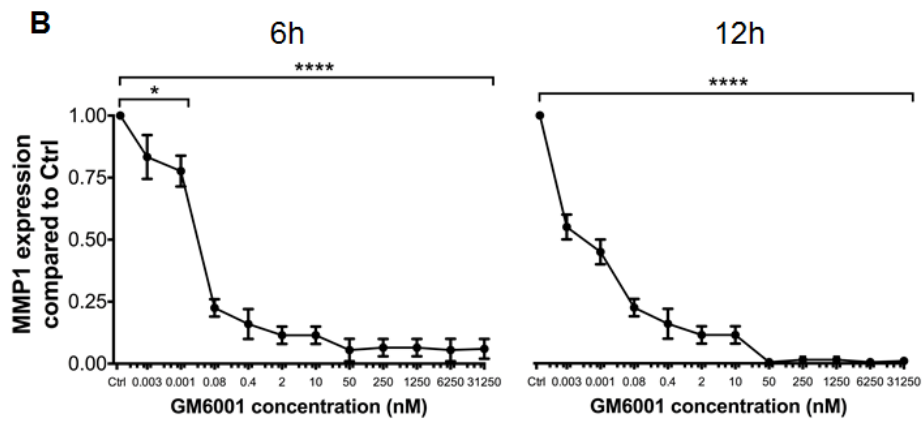 B
6h
12h
****
*
****
1.00
0.75
0.50
0.25
0.00
MMP1 expression
compared to Ctrl
Ctrl 0.003 0.001 0.08 0.4 2 10 50 250 1250 6250 31250
GM6001 concentration (nM)
Ctrl 0.003 0.001 0.08 0.4 2 10 50 250 1250 6250 31250
GM6001 concentration (nM)